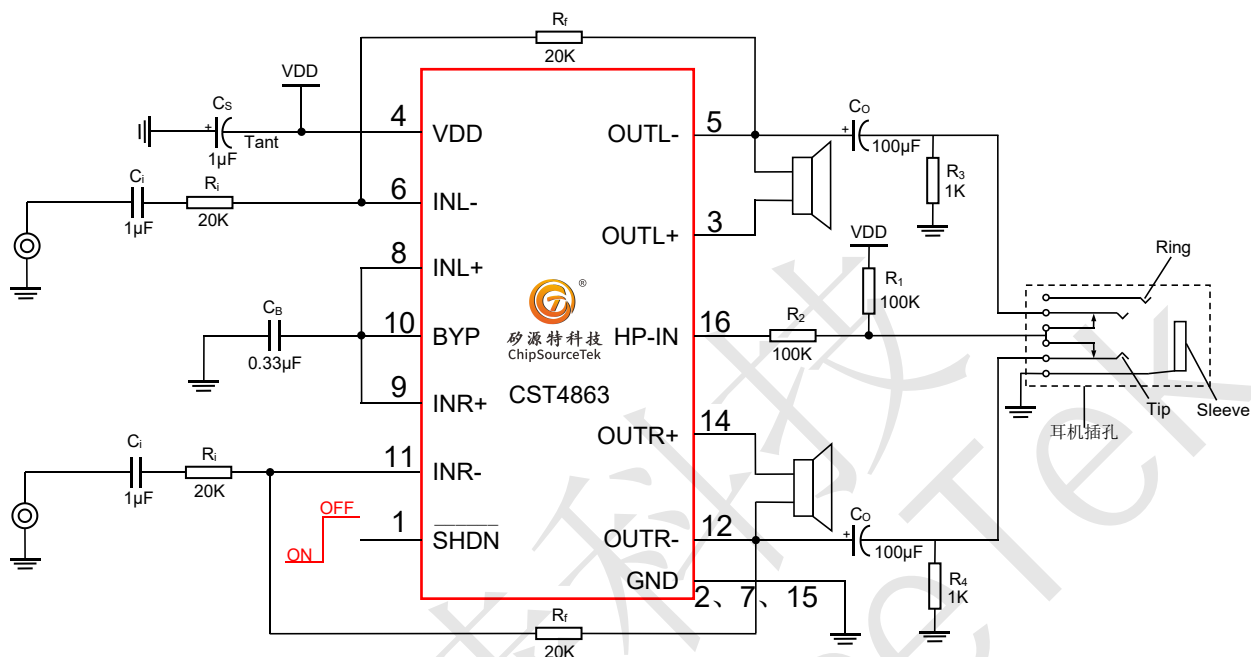 Rf
20K
VDD
CS
+
Tant
1µF
4
VDD
OUTL-
5
CO
+
100µF
R3
1K
Ci
1µF
Ri
20K
6
INL-
OUTL+
3
VDD
R1
100K
Ring
8
INL+
®
矽源特科技
ChipSourceTek
CST4863
CB
0.33µF
10
BYP
HP-IN
16
R2
100K
9
INR+
OUTR+
14
Tip
Sleeve
耳机插孔
Ci
1µF
Ri
20K
11
INR-
OFF
ON
1
SHDN
OUTR-
12
CO
+
100µF
R4
1K
GND
2、7、15
Rf
20K
特科技
ceTek